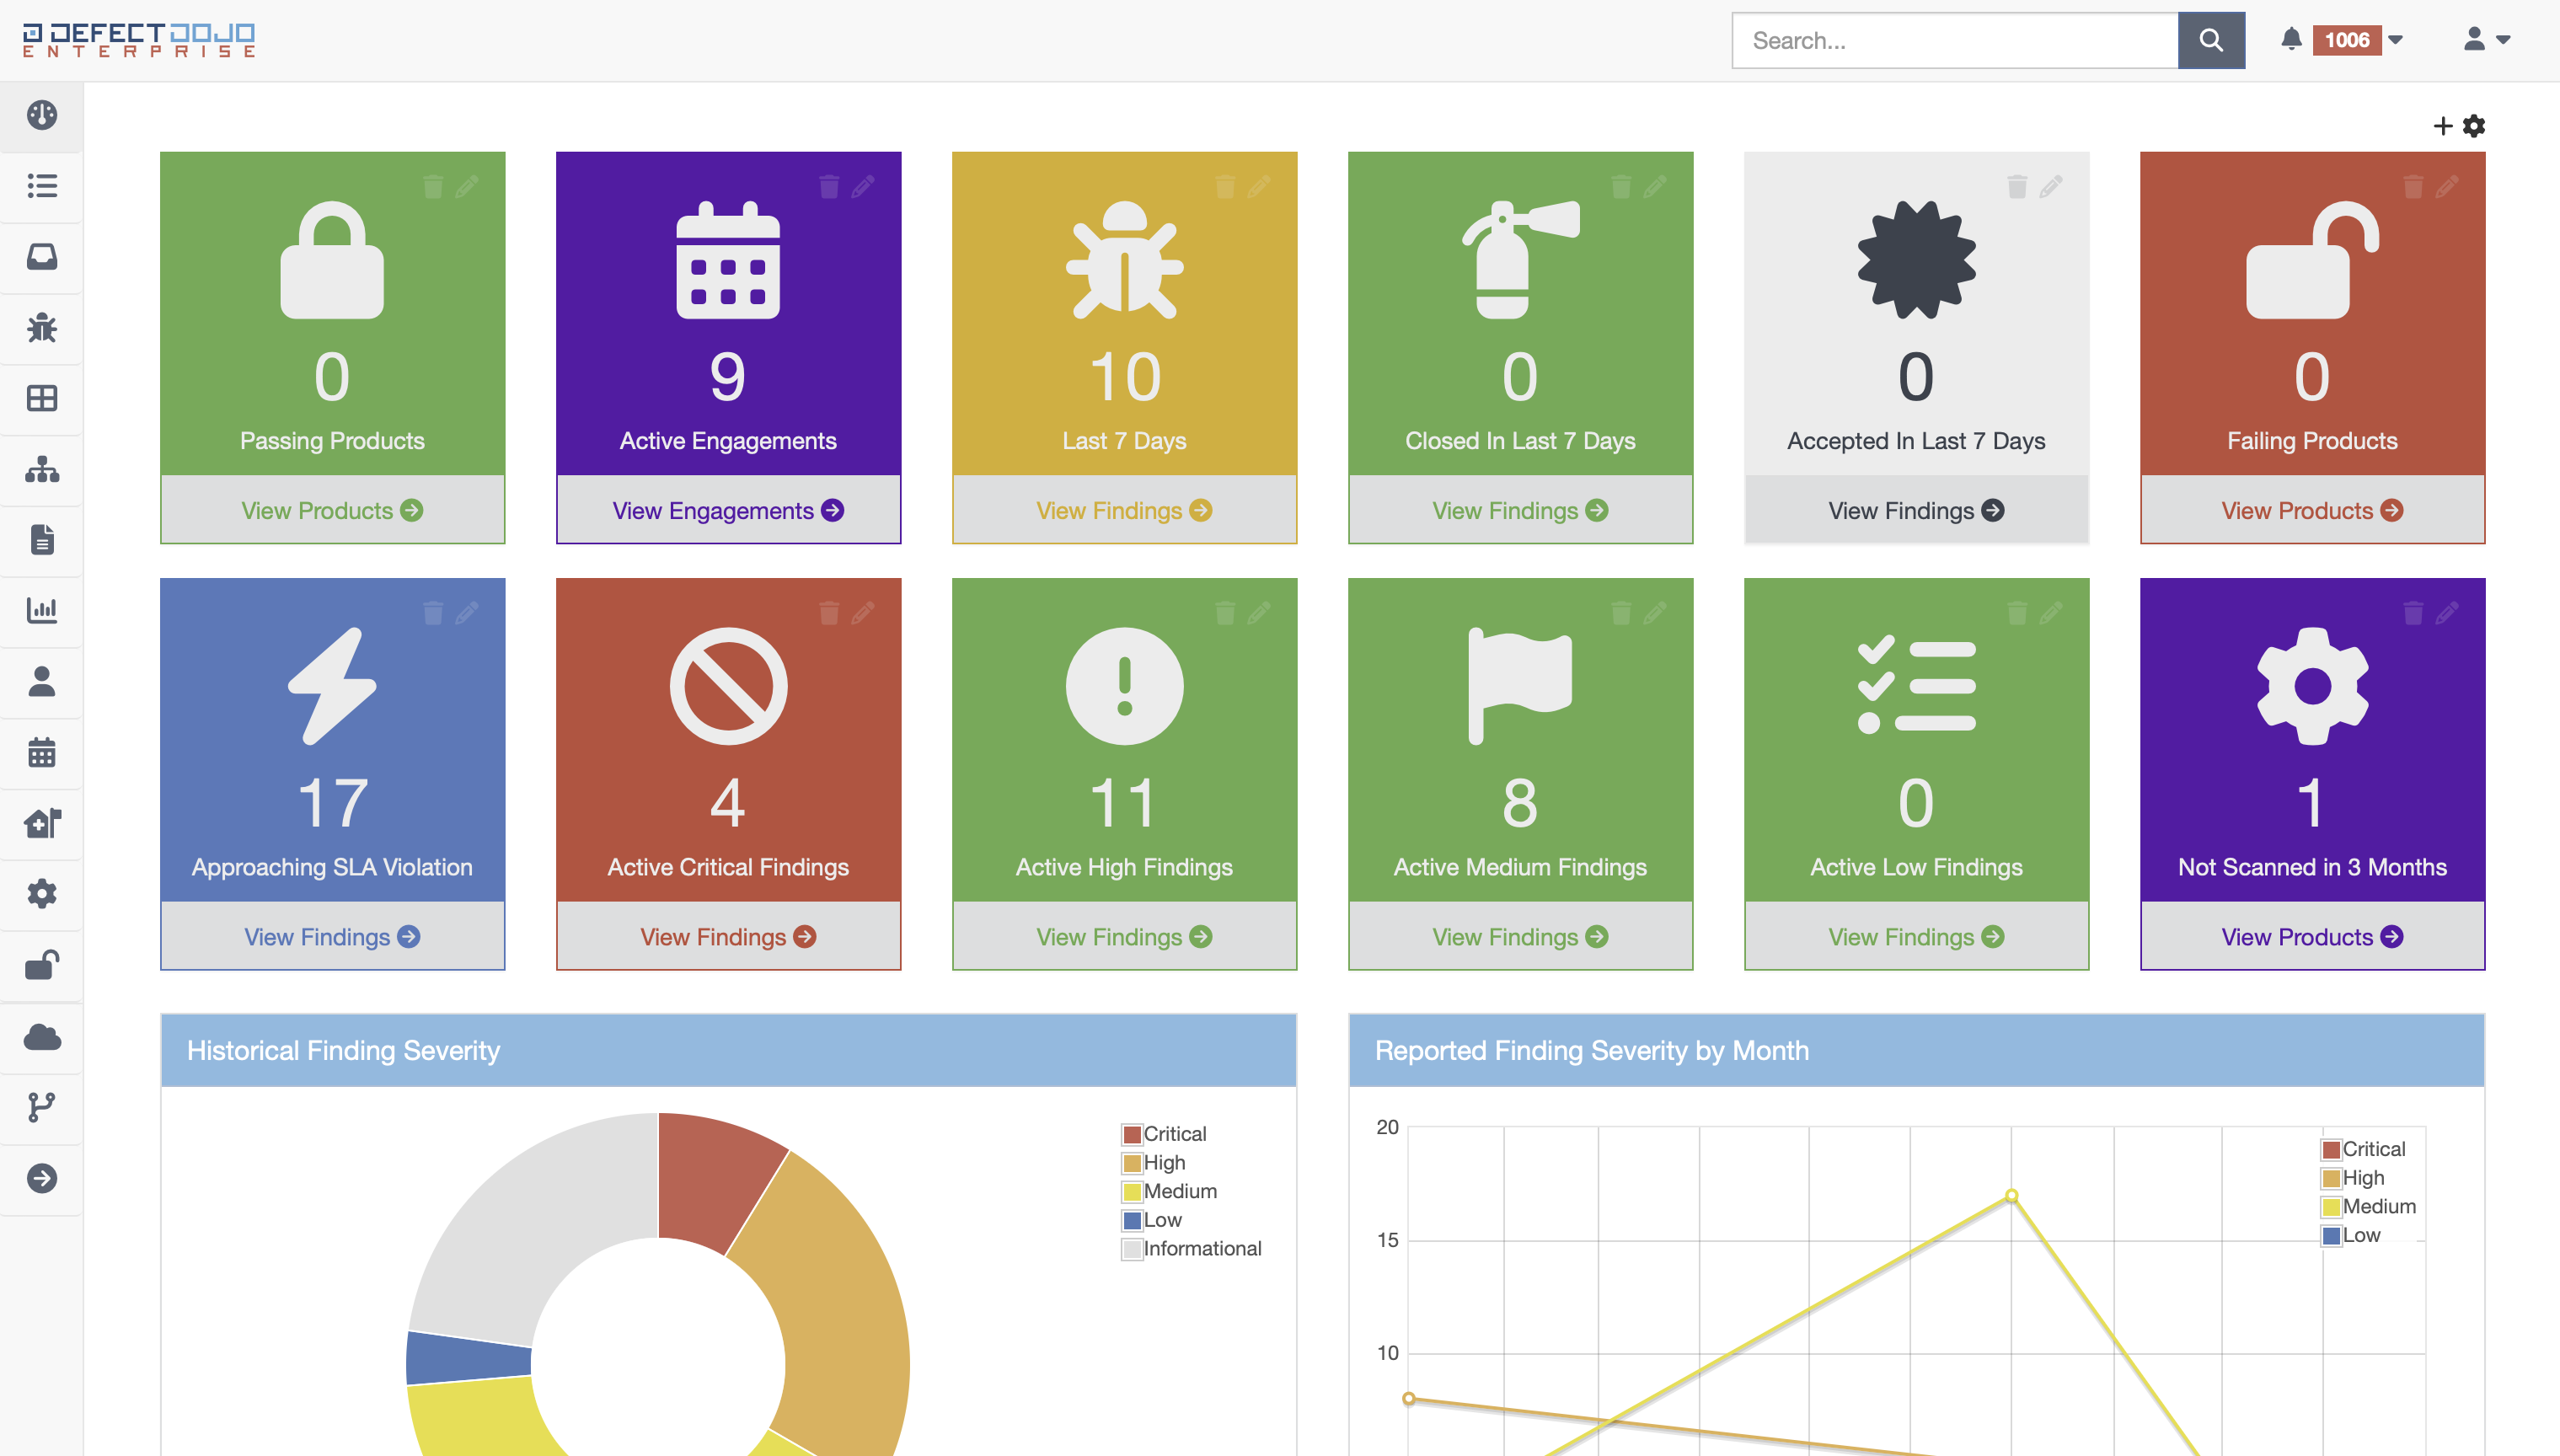 DEFECTDOJO
ENTERPRISE
Search...
1006
0
Passing Products
View Products
9
Active Engagements
View Engagements
10
Last 7 Days
View Findings
0
Closed In Last 7 Days
View Findings
0
Accepted In Last 7 Days
View Findings
0
Failing Products
View Products
17
Approaching SLA Violation
View Findings
4
Active Critical Findings
View Findings
11
Active High Findings
View Findings
8
Active Medium Findings
View Findings
0
Active Low Findings
View Findings
1
Not Scanned in 3 Months
View Products
Historical Finding Severity
Critical
High
Medium
Low
Informational
Reported Finding Severity by Month
20
15
10
Critical
High
Medium
Low